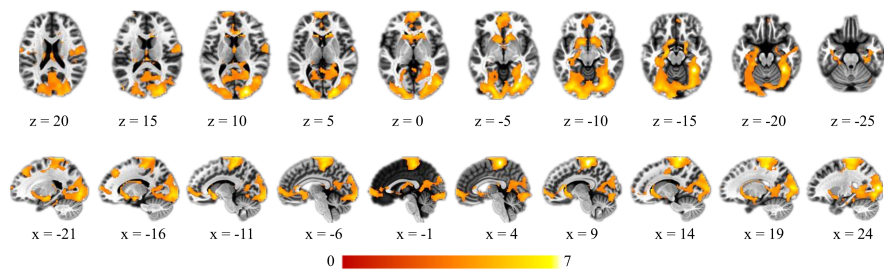 z = 20 z = 15 z = 10 z = 5 z = 0 z = -5 z = -10 z = -15 z = -20 z = -25
x = -21 x = -16 x = -11 x = -6 x = -1 x = 4 x = 9 x = 14 x = 19 x = 24
0 7